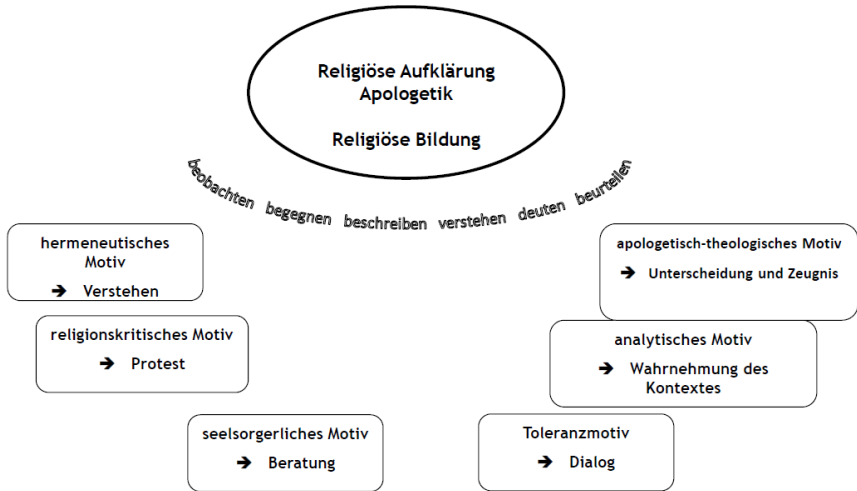 Religiöse Aufklärung
Apologetik
Religiöse Bildung
beobachten begegnen beschreiben verstehen deuten beurteilen
hermeneutisches
Motiv
➔ Verstehen
religionskritisches Motiv
➔ Protest
seelsorgerliches Motiv
➔ Beratung
Toleranzmotiv
➔ Dialog
analytisches Motiv
➔ Wahrnehmung des
Kontextes
apologetisch-theologisches Motiv
➔ Unterscheidung und Zeugnis